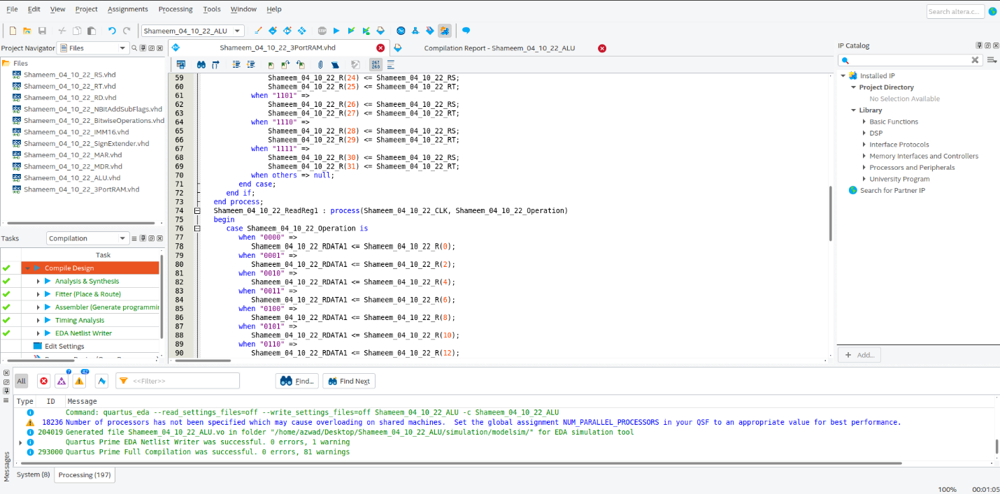 File Edit View Project Assignments Processing Tools Window Help
Search altera.c...
Shameem_04_10_22_ALU
STOP
Project Navigator Files
Files
Shameem_04_10_22_RS.vhd
Shameem_04_10_22_RT.vhd
Shameem_04_10_22_RD.vhd
Shameem_04_10_22_NBitAddSubFlags.vhd
Shameem_04_10_22_BitwiseOperations.vhd
Shameem_04_10_22_IMM16.vhd
Shameem_04_10_22_SignExtender.vhd
Shameem_04_10_22_MAR.vhd
Shameem_04_10_22_MDR.vhd
Shameem_04_10_22_ALU.vhd
Shameem_04_10_22_3PortRAM.vhd
Tasks Compilation
Task
Compile Design
Analysis & Synthesis
Fitter (Place & Route)
Assembler (Generate programmin
Timing Analysis
EDA Netlist Writer
Edit Settings
Shameem_04_10_22_3PortRAM.vhd
Compilation Report - Shameem_04_10_22_ALU
267
268
59 Shameem_04_10_22_R(24) <= Shameem_04_10_22_RS;
60 Shameem_04_10_22_R(25) <= Shameem_04_10_22_RT;
61 when "1101" =>
62 Shameem_04_10_22_R(26) <= Shameem_04_10_22_RS;
63 Shameem_04_10_22_R(27) <= Shameem_04_10_22_RT;
64 when "1110" =>
65 Shameem_04_10_22_R(28) <= Shameem_04_10_22_RS;
66 Shameem_04_10_22_R(29) <= Shameem_04_10_22_RT;
67 when "1111" =>
68 Shameem_04_10_22_R(30) <= Shameem_04_10_22_RS;
69 Shameem_04_10_22_R(31) <= Shameem_04_10_22_RT;
70 when others => null;
71 end case;
72 end if;
73 end process;
74 Shameem_04_10_22_ReadReg1 : process(Shameem_04_10_22_CLK, Shameem_04_10_22_Operation)
75 begin
76 case Shameem_04_10_22_Operation is
77 when "0000" =>
78 Shameem_04_10_22_RDATA1 <= Shameem_04_10_22_R(0);
79 when "0001" =>
80 Shameem_04_10_22_RDATA1 <= Shameem_04_10_22_R(2);
81 when "0010" =>
82 Shameem_04_10_22_RDATA1 <= Shameem_04_10_22_R(4);
83 when "0011" =>
84 Shameem_04_10_22_RDATA1 <= Shameem_04_10_22_R(6);
85 when "0100" =>
86 Shameem_04_10_22_RDATA1 <= Shameem_04_10_22_R(8);
87 when "0101" =>
88 Shameem_04_10_22_RDATA1 <= Shameem_04_10_22_R(10);
89 when "0110" =>
90 Shameem_04_10_22_RDATA1 <= Shameem_04_10_22_R(12);
IP Catalog
Installed IP
Project Directory
No Selection Available
Library
Basic Functions
DSP
Interface Protocols
Memory Interfaces and Controllers
Processors and Peripherals
University Program
Search for Partner IP
Add...
All 7 42 <<Filter>> Find... Find Next
Type ID Message
Command: quartus_eda --read_settings_files=off --write_settings_files=off Shameem_04_10_22_ALU -c Shameem_04_10_22_ALU
18236 Number of processors has not been specified which may cause overloading on shared machines. Set the global assignment NUM_PARALLEL_PROCESSORS in your QSF to an appropriate value for best performance.
204019 Generated file Shameem_04_10_22_ALU.vo in folder "/home/azwad/Desktop/Shameem_04_10_22_ALU/simulation/modelsim/" for EDA simulation tool
Quartus Prime EDA Netlist Writer was successful. 0 errors, 1 warning
293000 Quartus Prime Full Compilation was successful. 0 errors, 81 warnings
Messages
System (8) Processing (197)
100% 00:01:05